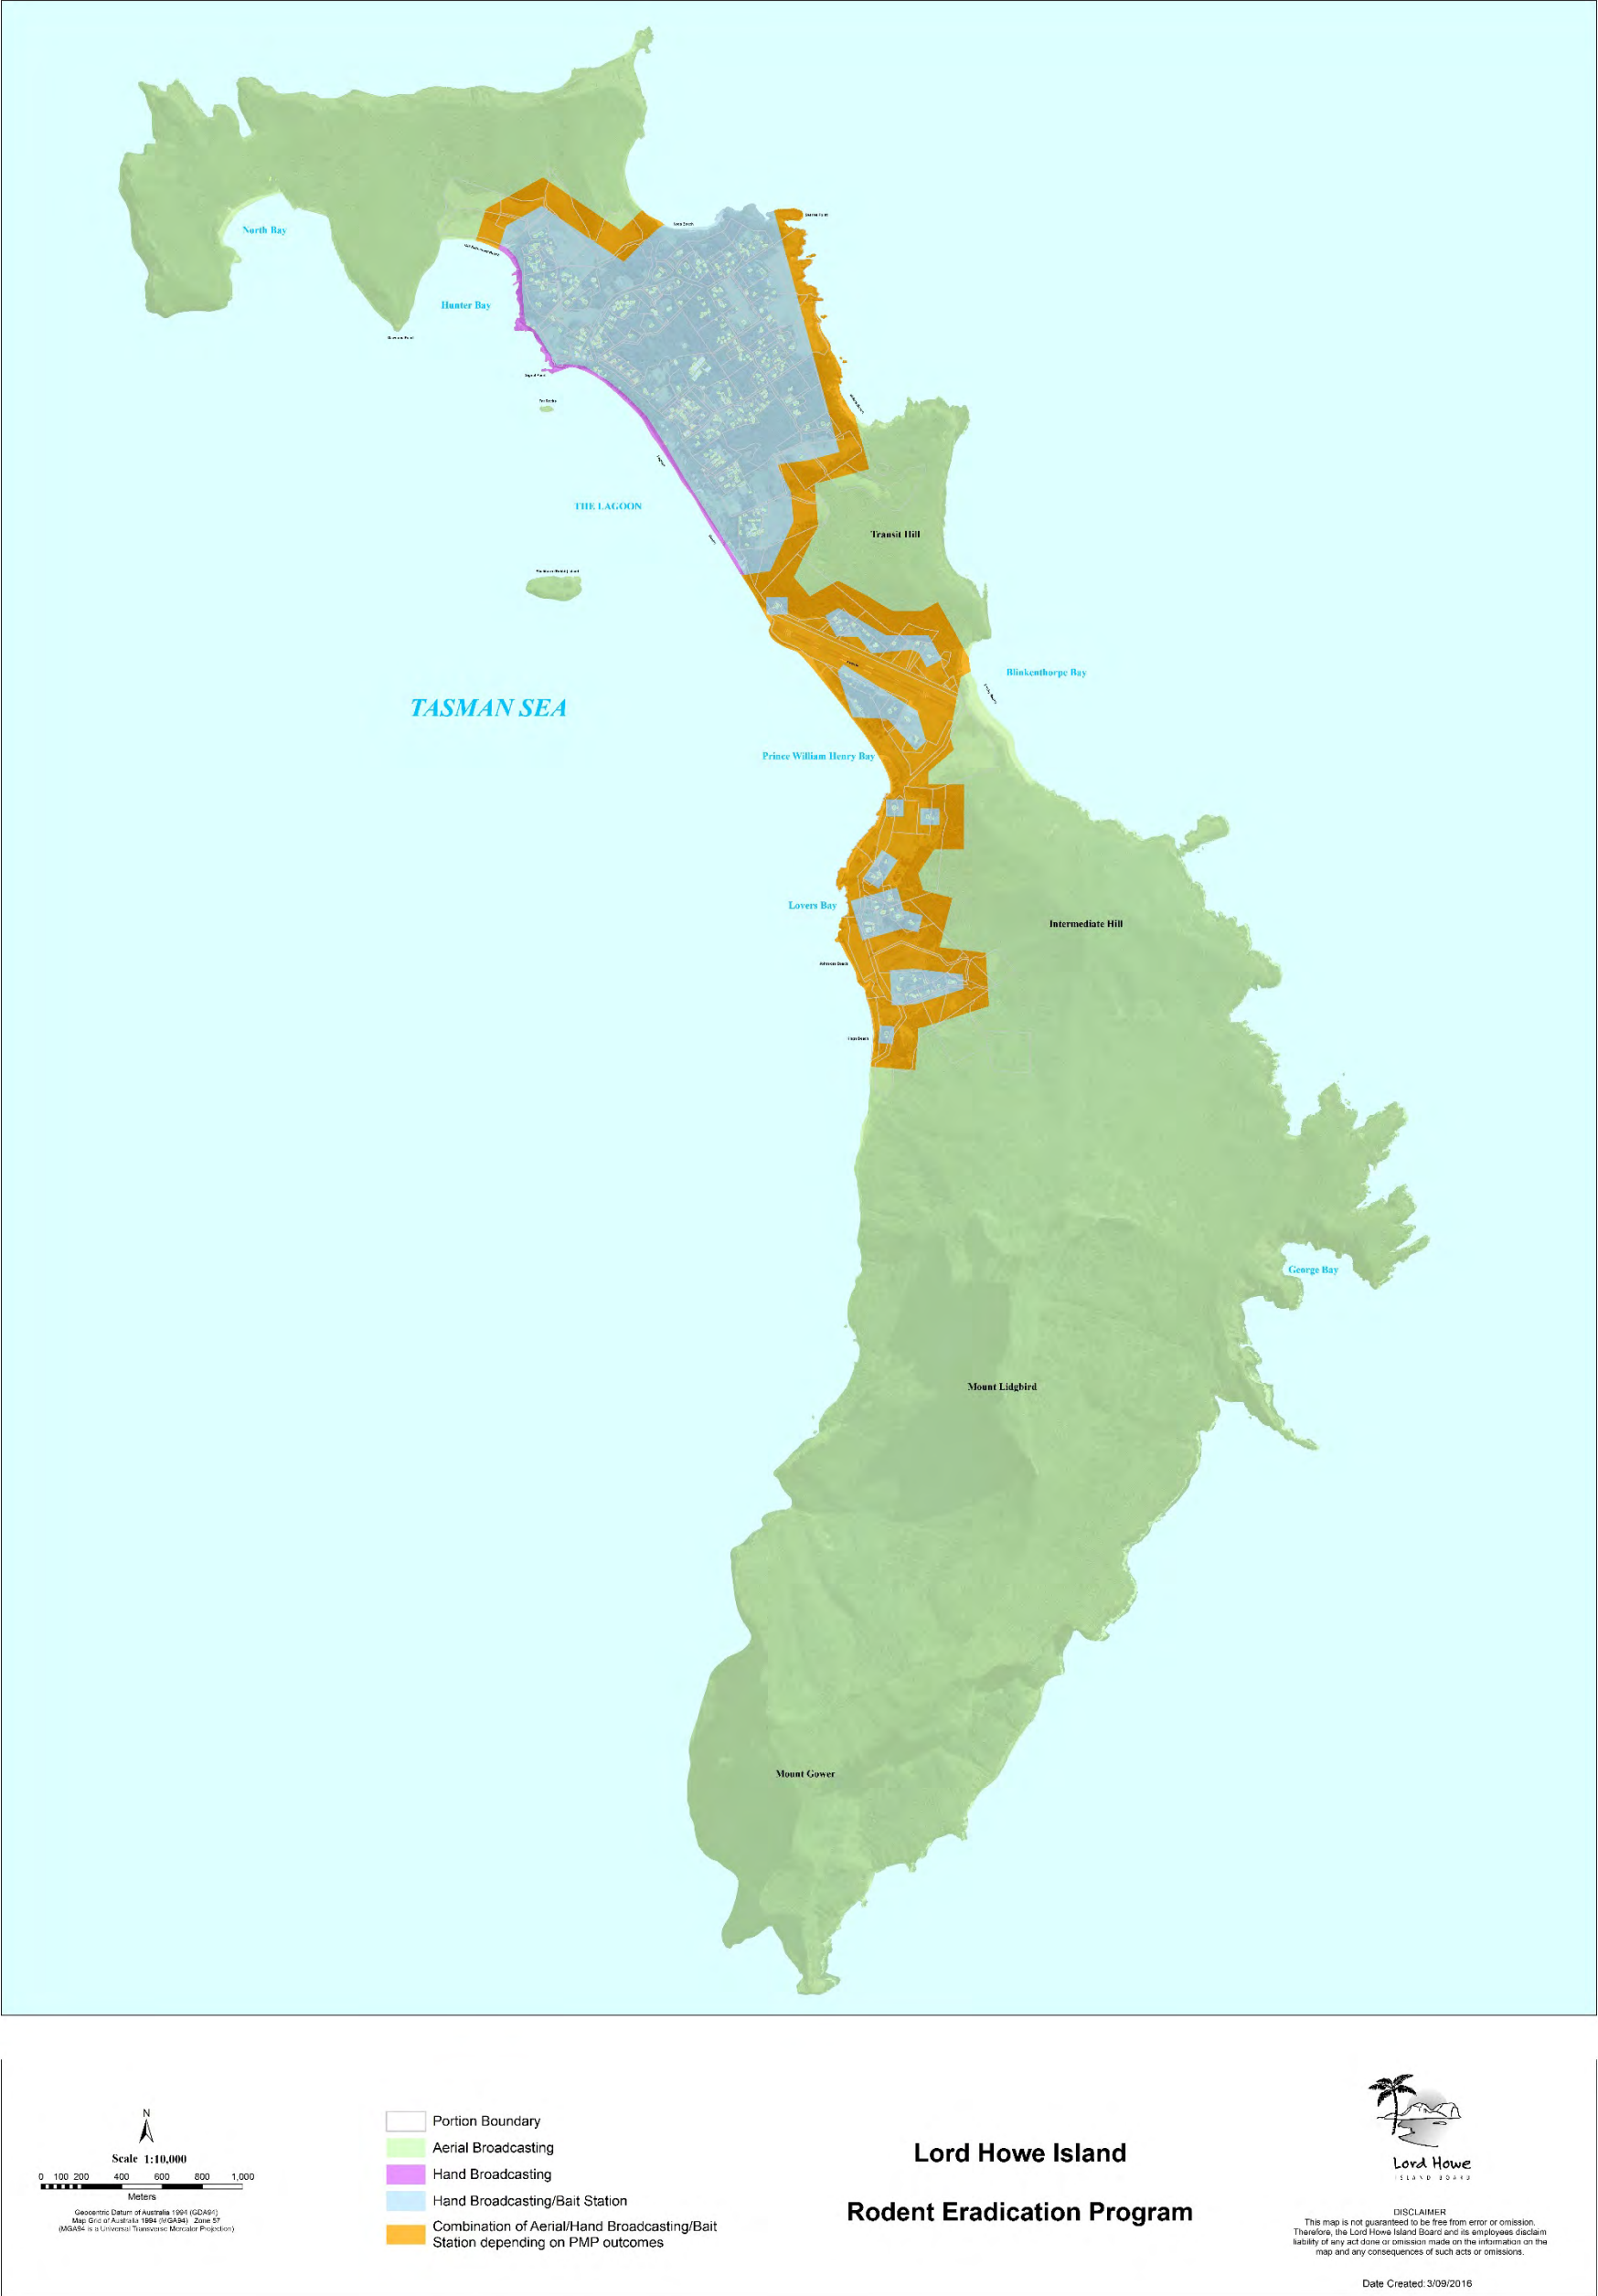 North Bay
Hunter Bay
THE LAGOON
Transit Hill
Blinkenthorpe Bay
TASMAN SEA
Prince William Henry Bay
Lovers Bay
Intermediate Hill
George Bay
Mount Lidgbird
Mount Gower
N
Scale 1:10,000
0 100 200 400 600 800 1,000
Meters
Geocentric Datum of Australia 1994 (GDA94)
Map Grid of Australia 1994 (MGA94) Zone 57
(MGA94 is a Universal Transverse Mercator Projection)
Portion Boundary
Aerial Broadcasting
Hand Broadcasting
Hand Broadcasting/Bait Station
Combination of Aerial/Hand Broadcasting/Bait
Station depending on PMP outcomes
Lord Howe Island
Rodent Eradication Program
Lord Howe
ISLAND BOARD
DISCLAIMER
This map is not guaranteed to be free from error or omission.
Therefore, the Lord Howe Island Board and its employees disclaim
liability of any act done or omission made on the information on the
map and any consequences of such acts or omissions.
Date Created: 3/09/2016